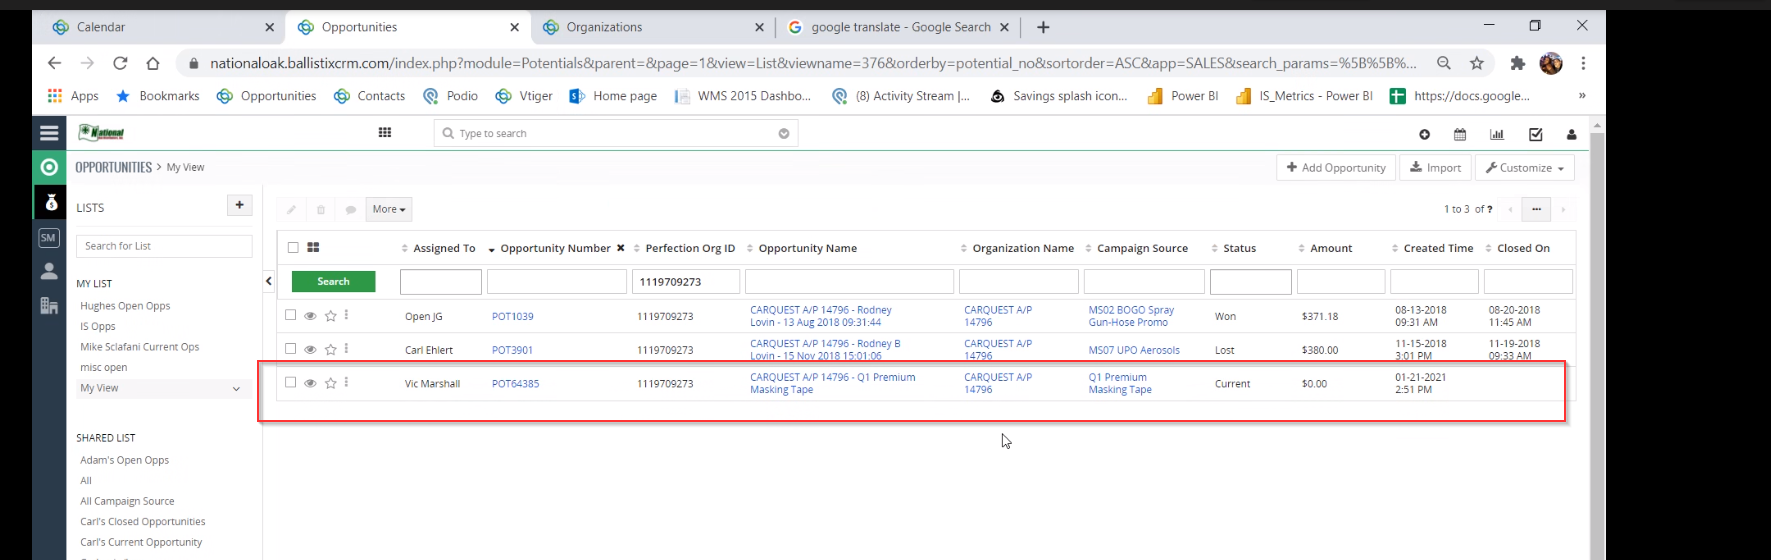 Calendar
Opportunities
Organizations
google translate - Google Search
nationaloak.ballistixcrm.com/index.php?module=Potentials&parent=&page=1&view=List&viewname=376&orderby=potential_no&sortorder=ASC&app=SALES&search_params=%5B%5B%...
Apps Bookmarks Opportunities Contacts Podio Vtiger Home page WMS 2015 Dashbo... (8) Activity Stream |... Savings splash icon... Power BI IS_Metrics - Power BI https://docs.google... »
National
Type to search
OPPORTUNITIES > My View
+ Add Opportunity
Import
Customize
LISTS
+
SM
Search for List
MY LIST
Hughes Open Opps
IS Opps
Mike Sclafani Current Ops
misc open
My View
SHARED LIST
Adam's Open Opps
All
All Campaign Source
Carl's Closed Opportunities
Carl's Current Opportunity
More
1 to 3 of ?
Assigned To Opportunity Number Perfection Org ID Opportunity Name Organization Name Campaign Source Status Amount Created Time Closed On
Search 1119709273
Open JG POT1039 1119709273
CARQUEST A/P 14796 - Rodney
Lovin - 13 Aug 2018 09:31:44
CARQUEST A/P
14796
MS02 BOGO Spray
Gun-Hose Promo
Won $371.18
08-13-2018
09:31 AM
08-20-2018
11:45 AM
Carl Ehlert POT3901 1119709273
CARQUEST A/P 14796 - Rodney B
Lovin - 15 Nov 2018 15:01:06
CARQUEST A/P
14796
MS07 UPO Aerosols
Lost $380.00
11-15-2018
3:01 PM
11-19-2018
09:33 AM
Vic Marshall POT64385 1119709273
CARQUEST A/P 14796 - Q1 Premium
Masking Tape
CARQUEST A/P
14796
Q1 Premium
Masking Tape
Current $0.00
01-21-2021
2:51 PM